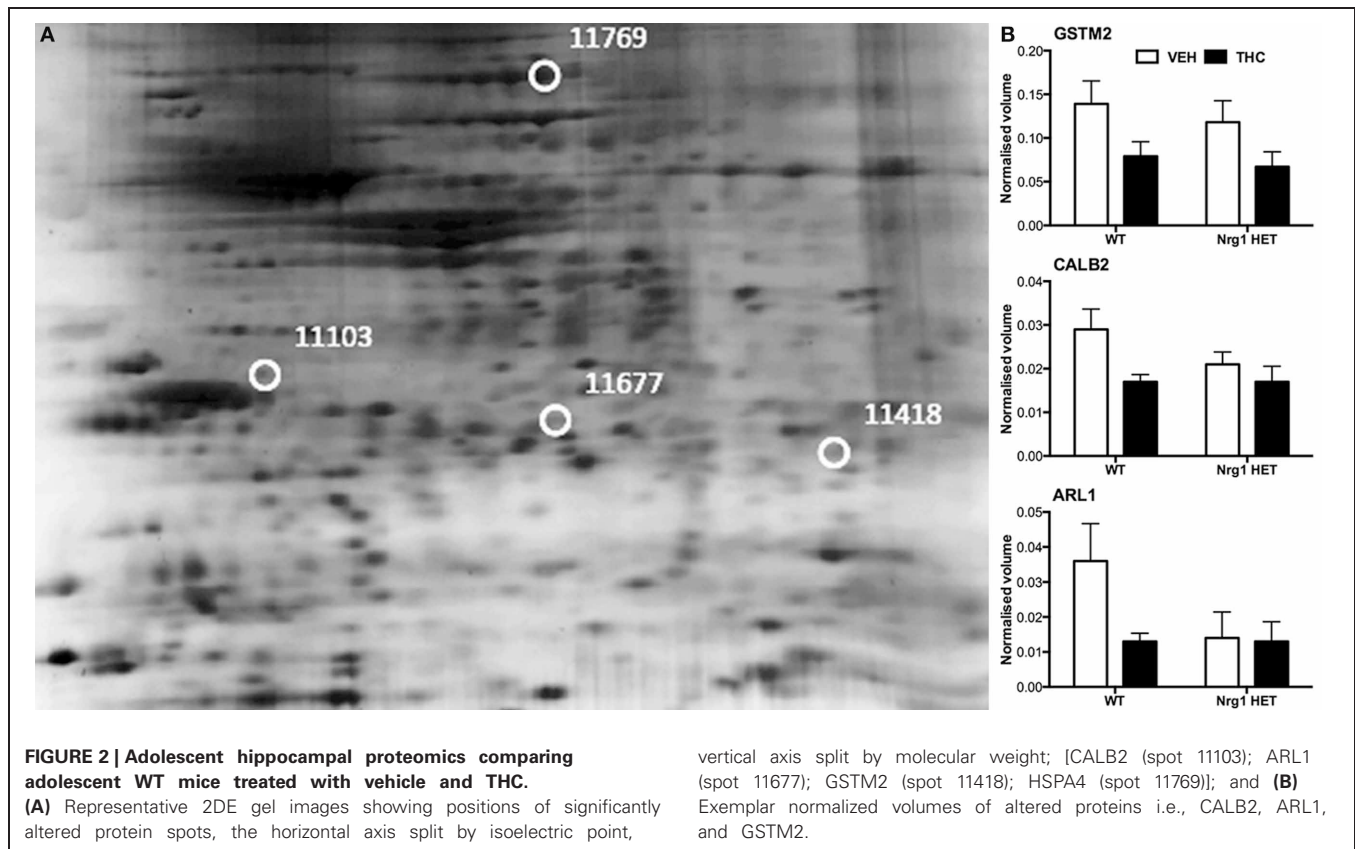 A
11769
11103
11677
11418
B
GSTM2
VEH THC
Normalised volume
0.20
0.15
0.10
0.05
0.00
WT Nrg1 HET
CALB2
Normalised volume
0.04
0.03
0.02
0.01
0.00
WT Nrg1 HET
ARL1
Normalised volume
0.05
0.04
0.03
0.02
0.01
0.00
WT Nrg1 HET
FIGURE 2 | Adolescent hippocampal proteomics comparing
adolescent WT mice treated with vehicle and THC.
(A) Representative 2DE gel images showing positions of significantly
altered protein spots, the horizontal axis split by isoelectric point,
vertical axis split by molecular weight; [CALB2 (spot 11103); ARL1
(spot 11677); GSTM2 (spot 11418); HSPA4 (spot 11769)]; and (B)
Exemplar normalized volumes of altered proteins i.e., CALB2, ARL1,
and GSTM2.